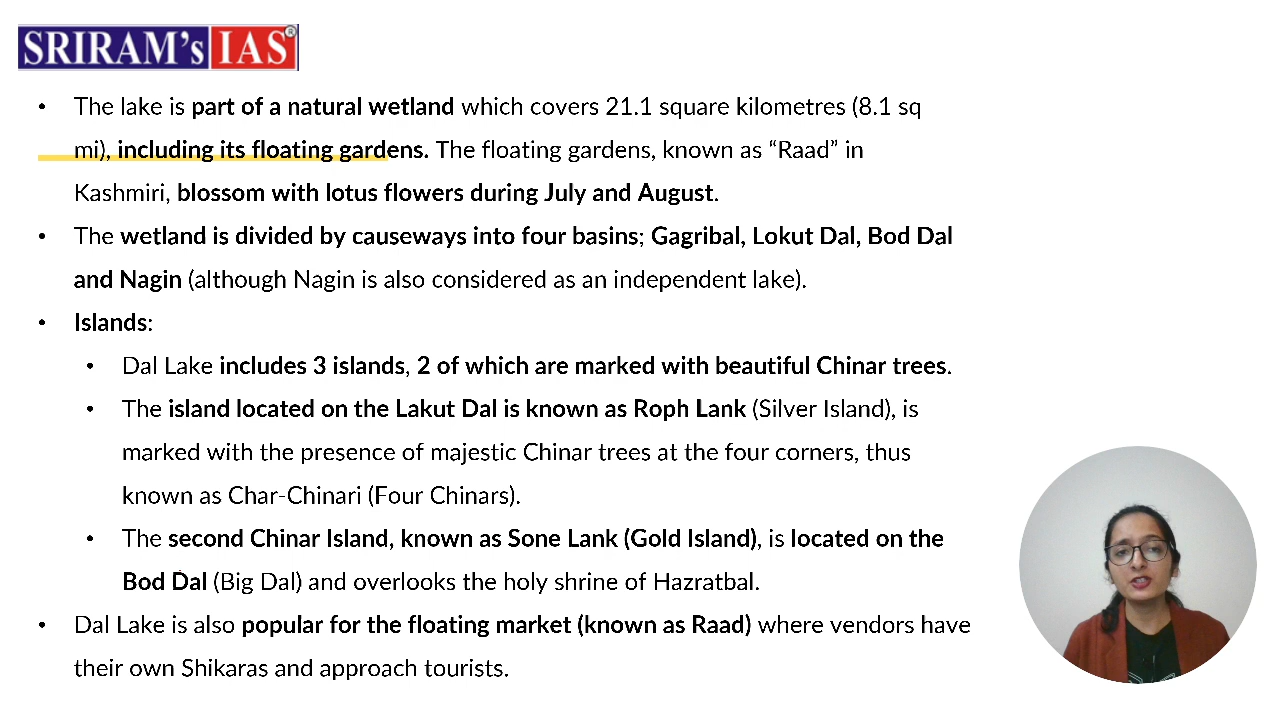 SRIRAM's IAS®
• The lake is part of a natural wetland which covers 21.1 square kilometres (8.1 sq
mi), including its floating gardens. The floating gardens, known as “Raad” in
Kashmiri, blossom with lotus flowers during July and August.
• The wetland is divided by causeways into four basins; Gagribal, Lokut Dal, Bod Dal
and Nagin (although Nagin is also considered as an independent lake).
• Islands:
• Dal Lake includes 3 islands, 2 of which are marked with beautiful Chinar trees.
• The island located on the Lakut Dal is known as Roph Lank (Silver Island), is
marked with the presence of majestic Chinar trees at the four corners, thus
known as Char-Chinari (Four Chinars).
• The second Chinar Island, known as Sone Lank (Gold Island), is located on the
Bod Dal (Big Dal) and overlooks the holy shrine of Hazratbal.
• Dal Lake is also popular for the floating market (known as Raad) where vendors have
their own Shikaras and approach tourists.